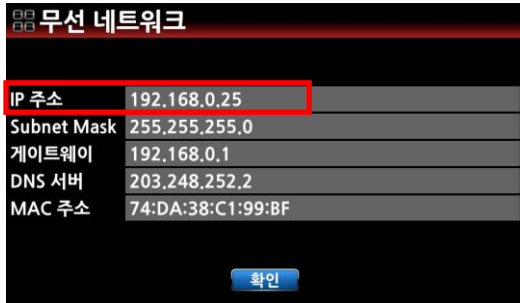 무선 네트워크
IP 주소 192.168.0.25
Subnet Mask 255.255.255.0
게이트웨이 192.168.0.1
DNS 서버 203.248.252.2
MAC 주소 74:DA:38:C1:99:BF
확인